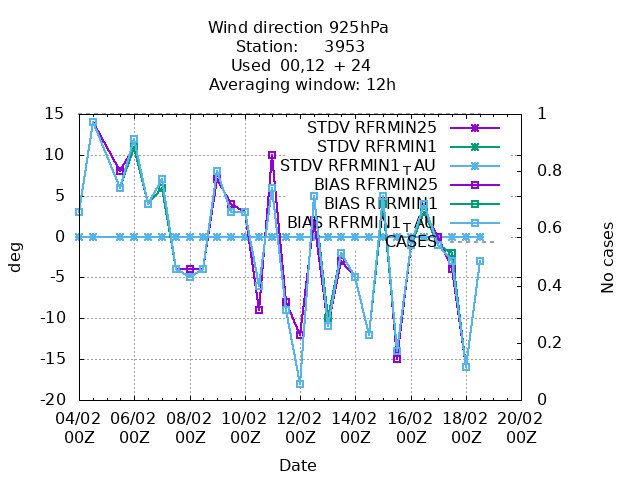 Wind direction 925hPa
Station: 3953
Used 00,12 + 24
Averaging window: 12h
15
10
5
0
-5
-10
-15
-20
deg
1
0.8
0.6
0.4
0.2
0
No cases
STDV RFRMIN25
STDV RFRMIN1
STDV RFRMIN1_TAU
BIAS RFRMIN25
BIAS RFRMIN1
BIAS RFRMIN1_TAU
CASES
04/02 06/02 08/02 10/02 12/02 14/02 16/02 18/02 20/02
00Z 00Z 00Z 00Z 00Z 00Z 00Z 00Z 00Z
Date